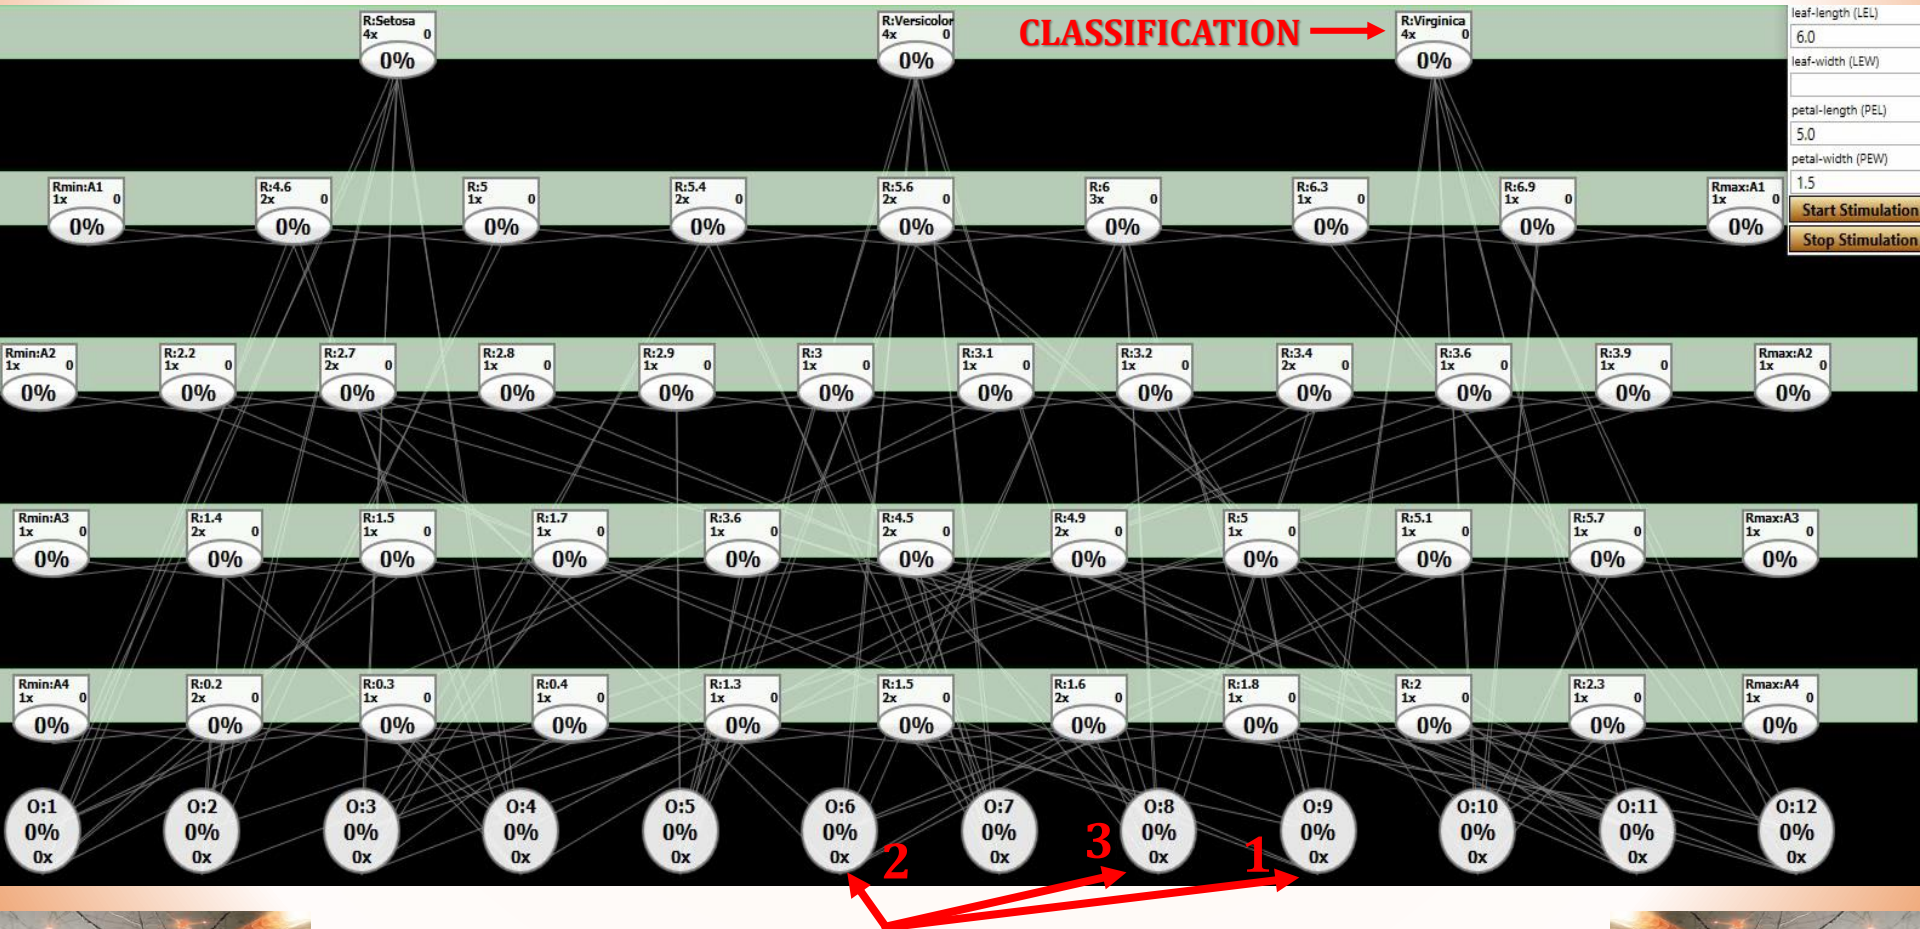 R:Setosa
4x 0
0%
R:Versicolor
4x 0
0%
CLASSIFICATION
R:Virginica
4x 0
0%
leaf-length (LEL)
6.0
leaf-width (LEW)
petal-length (PEL)
5.0
petal-width (PEW)
1.5
Start Stimulation
Stop Stimulation
Rmin:A1
1x 0
0%
R:4.6
2x 0
0%
R:5
1x 0
0%
R:5.4
2x 0
0%
R:5.6
2x 0
0%
R:6
3x 0
0%
R:6.3
1x 0
0%
R:6.9
1x 0
0%
Rmax:A1
1x 0
0%
Rmin:A2
1x 0
0%
R:2.2
1x 0
0%
R:2.7
2x 0
0%
R:2.8
1x 0
0%
R:2.9
1x 0
0%
R:3
1x 0
0%
R:3.1
1x 0
0%
R:3.2
1x 0
0%
R:3.4
2x 0
0%
R:3.6
1x 0
0%
R:3.9
1x 0
0%
Rmax:A2
1x 0
0%
Rmin:A3
1x 0
0%
R:1.4
2x 0
0%
R:1.5
1x 0
0%
R:1.7
1x 0
0%
R:3.6
1x 0
0%
R:4.5
2x 0
0%
R:4.9
2x 0
0%
R:5
1x 0
0%
R:5.1
1x 0
0%
R:5.7
1x 0
0%
Rmax:A3
1x 0
0%
Rmin:A4
1x 0
0%
R:0.2
2x 0
0%
R:0.3
1x 0
0%
R:0.4
1x 0
0%
R:1.3
1x 0
0%
R:1.5
2x 0
0%
R:1.6
2x 0
0%
R:1.8
1x 0
0%
R:2
1x 0
0%
R:2.3
1x 0
0%
Rmax:A4
1x 0
0%
O:1
0%
0x
O:2
0%
0x
O:3
0%
0x
O:4
0%
0x
O:5
0%
0x
O:6
0%
0x
2
O:7
0%
0x
3
O:8
0%
0x
1
O:9
0%
0x
O:10
0%
0x
O:11
0%
0x
O:12
0%
0x